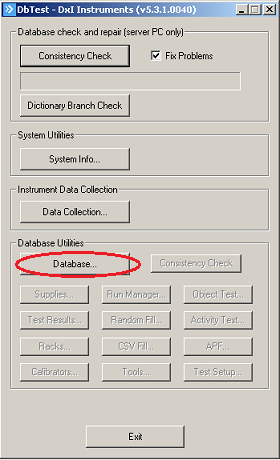 DbTest - DxI Instruments (v5.3.1.0040)
Database check and repair (server PC only)
Consistency Check
Fix Problems
Dictionary Branch Check
System Utilities
System Info...
Instrument Data Collection
Data Collection...
Database Utilities
Database...
Consistency Check
Supplies...
Run Manager...
Object Test...
Test Results...
Random Fill...
Activity Test...
Racks...
CSV Fill...
APF...
Calibrators...
Tools...
Test Setup...
Exit